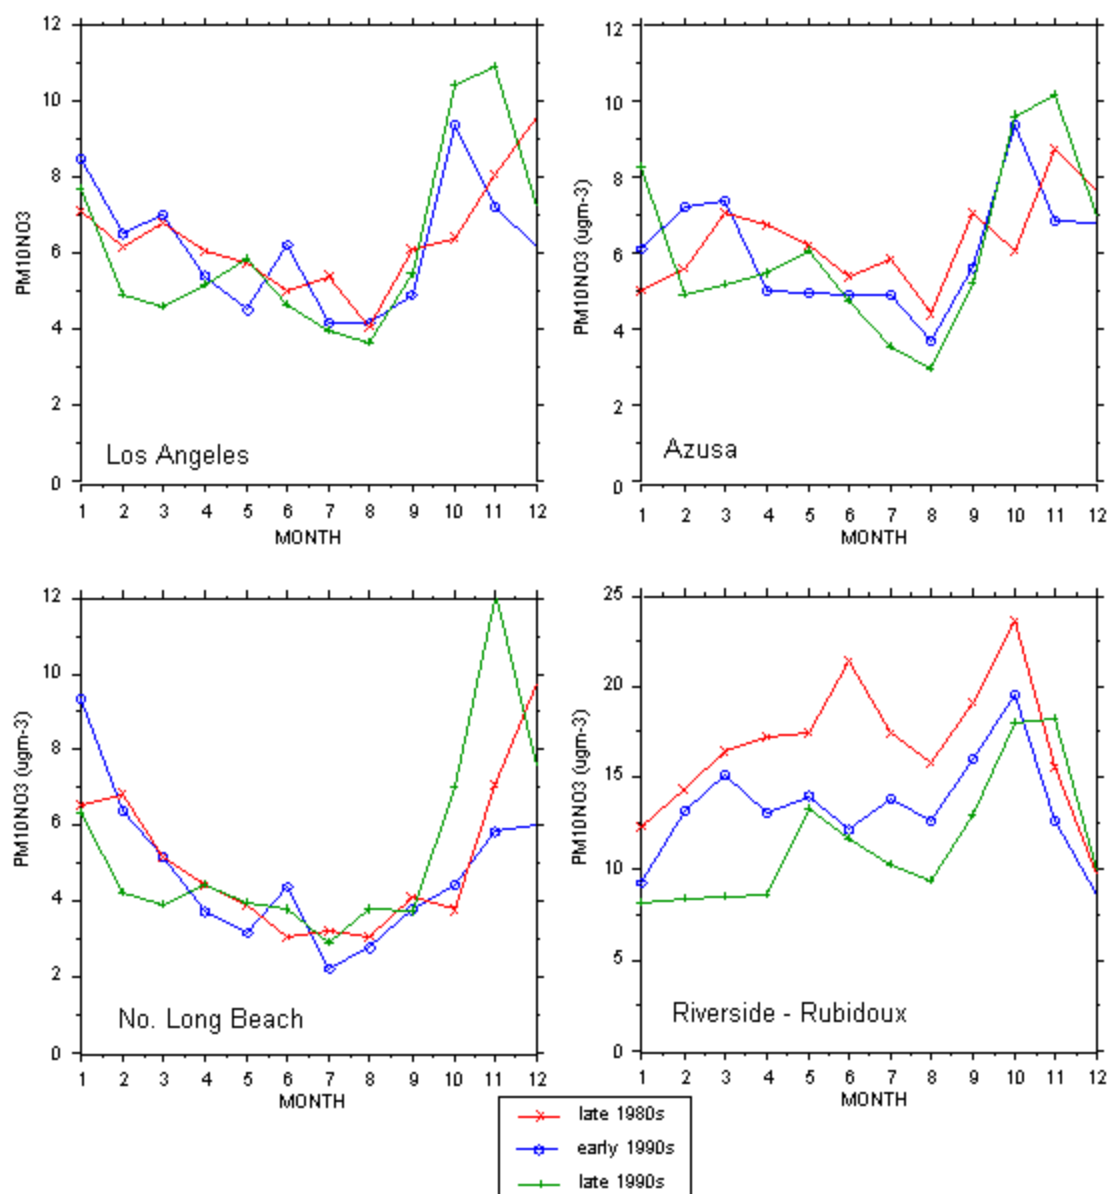 12
10
8
6
4
2
0
PM10NO3
Los Angeles
1 2 3 4 5 6 7 8 9 10 11 12
MONTH
12
10
8
6
4
2
0
PM10NO3 (ugm-3)
Azusa
1 2 3 4 5 6 7 8 9 10 11 12
MONTH
12
10
8
6
4
2
0
PM10NO3 (ugm-3)
No. Long Beach
1 2 3 4 5 6 7 8 9 10 11 12
MONTH
25
20
15
10
5
0
PM10NO3 (ugm-3)
Riverside - Rubidoux
1 2 3 4 5 6 7 8 9 10 11 12
MONTH
late 1980s
early 1990s
late 1990s